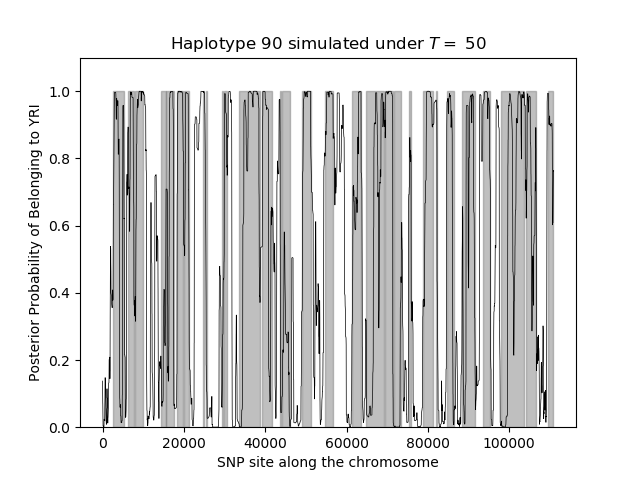 Haplotype 90 simulated under T = 50
Posterior Probability of Belonging to YRI
1.0
0.8
0.6
0.4
0.2
0.0
0 20000 40000 60000 80000 100000
SNP site along the chromosome